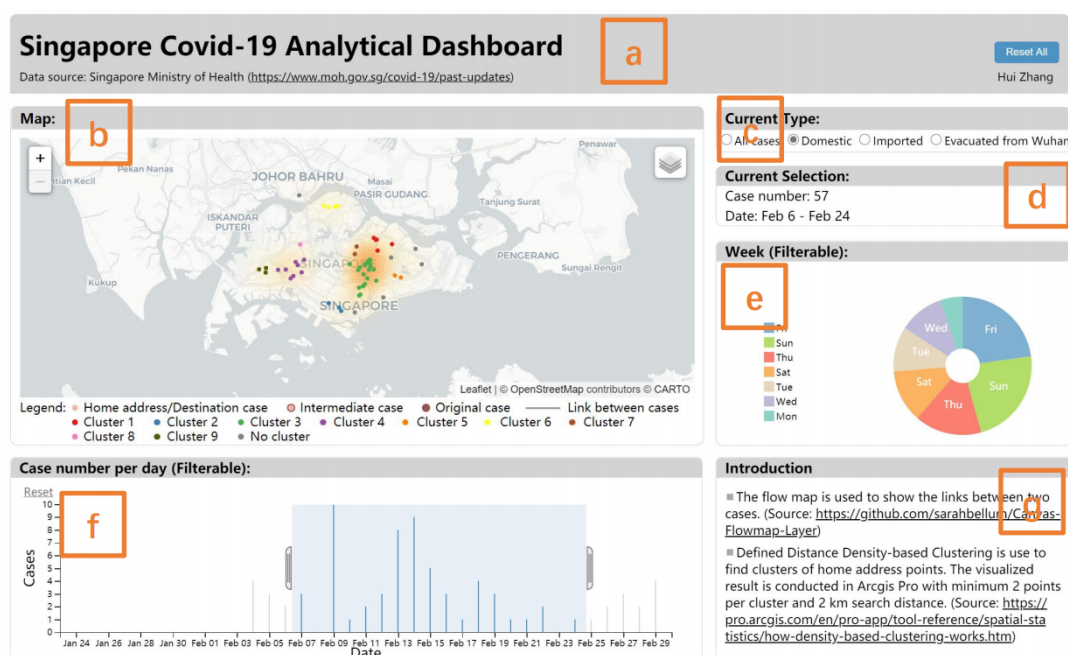 Singapore Covid-19 Analytical Dashboard
a
Reset All
Data source: Singapore Ministry of Health (https://www.moh.gov.sg/covid-19/past-updates)
Hui Zhang
Map:
b
+
−
Pekan Nanas
JOHOR BAHRU
Masai
PASIR GUDANG
Penawar
Tanjung Surat
ISKANDAR
PUTERI
PENGERANG
Sungai Rengit
Kukup
SINGAPORE
Leaflet | © OpenStreetMap contributors © CARTO
Legend: Home address/Destination case Intermediate case Original case Link between cases
Cluster 1 Cluster 2 Cluster 3 Cluster 4 Cluster 5 Cluster 6 Cluster 7
Cluster 8 Cluster 9 No cluster
Current Type:
c
All cases Domestic Imported Evacuated from Wuhan
Current Selection:
d
Case number: 57
Date: Feb 6 - Feb 24
Week (Filterable):
e
Fri
Sun
Thu
Sat
Tue
Wed
Mon
Fri
Sun
Thu
Sat
Tue
Wed
Case number per day (Filterable):
Reset
f
10
9
8
7
6
5
4
3
2
1
0
Cases
Jan 24 Jan 26 Jan 28 Jan 30 Feb 01 Feb 03 Feb 05 Feb 07 Feb 09 Feb 11 Feb 13 Feb 15 Feb 17 Feb 19 Feb 21 Feb 23 Feb 25 Feb 27 Feb 29
Date
Introduction
g
The flow map is used to show the links between two
cases. (Source: https://github.com/sarahbellum/Canvas-
Flowmap-Layer)
Defined Distance Density-based Clustering is use to
find clusters of home address points. The visualized
result is conducted in Arcgis Pro with minimum 2 points
per cluster and 2 km search distance. (Source: https://
pro.arcgis.com/en/pro-app/tool-reference/spatial-sta
tistics/how-density-based-clustering-works.htm)